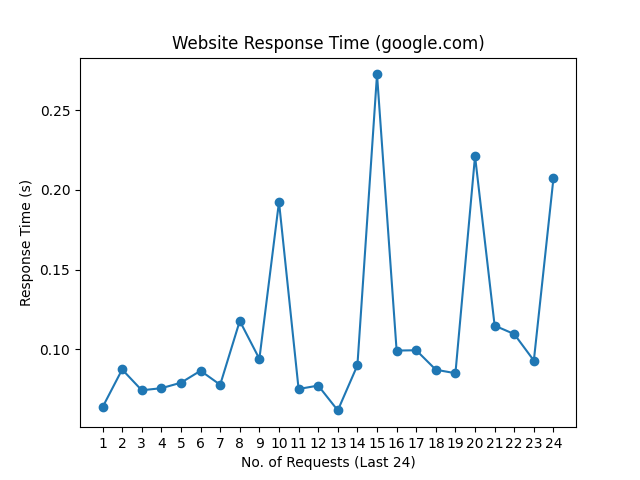 Website Response Time (google.com)
Response Time (s)
0.25
0.20
0.15
0.10
1 2 3 4 5 6 7 8 9 10 11 12 13 14 15 16 17 18 19 20 21 22 23 24
No. of Requests (Last 24)